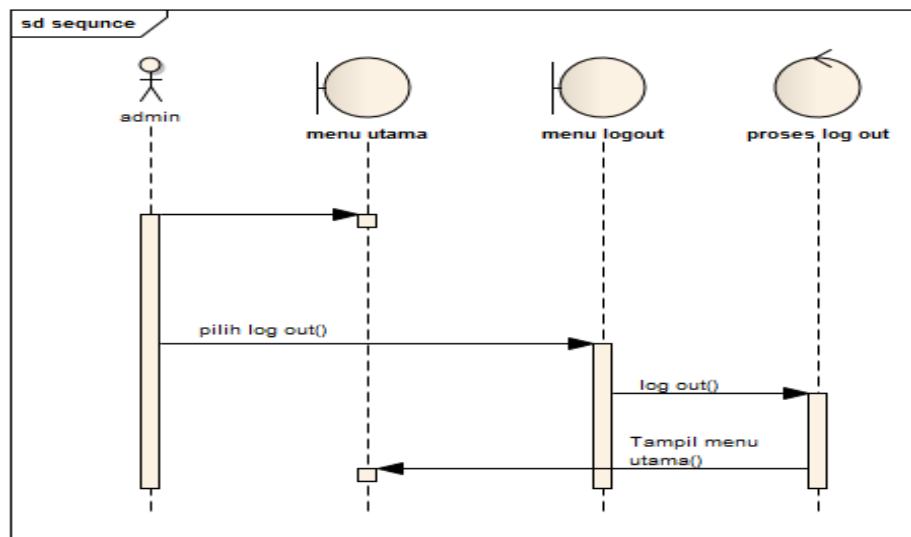 sd sequnce
admin
menu utama
menu logout
proses log out
pilih log out()
log out()
Tampil menu
utama()